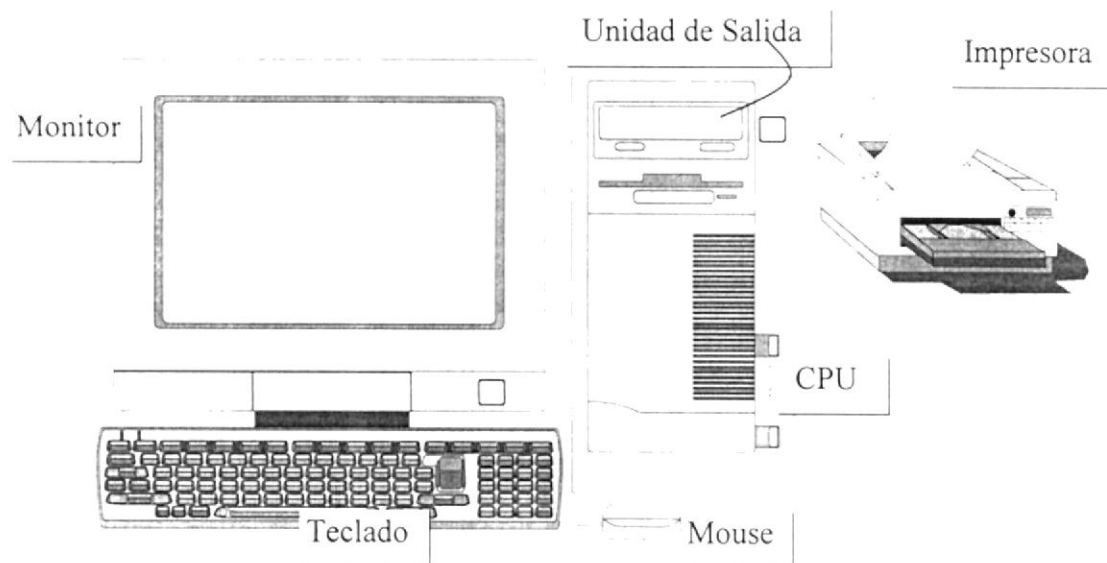 Unidad de Salida
Impresora
Monitor
CPU
Teclado
Mouse